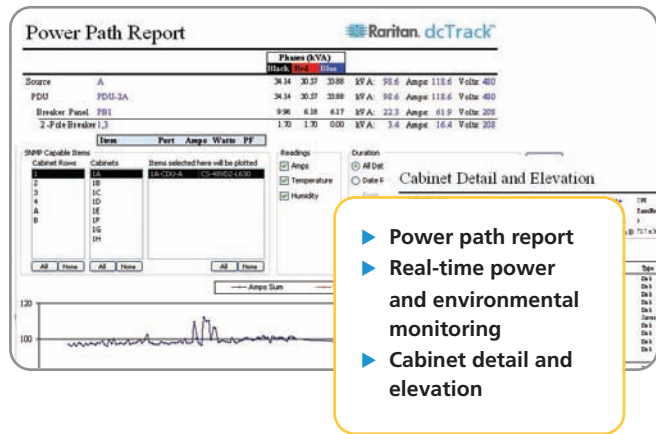 Power Path Report
Raritan. dcTrack
Phases (kVA)
Black Red Blue
Source A 34.14 30.57 33.88 kVA: 98.6 Amps: 118.6 Volts: 480
PDU PDU-2A 34.14 30.57 33.88 kVA: 98.6 Amps: 118.6 Volts: 480
Breaker Panel PB1 9.96 6.18 6.17 kVA: 22.3 Amps: 61.9 Volts: 208
2-Pole Breaker 1,3 1.70 1.70 0.00 kVA: 3.4 Amps: 16.4 Volts: 208
Item Port Amps Watts PF
SNMP Capable Items
Cabinet Rows Cabinets Items selected here will be plotted
1 1A 1A-CDU-A CS-40VD2-L630
2 1B
3 1C
4 1D
A 1E
B 1F
1G
1H
All None All None All None
Readings
Amps
Temperature
Humidity
Duration
All Dat
Date F
Cabinet Detail and Elevation
Type
Amps Sum
120
100
Power path report
Real-time power
and environmental
monitoring
Cabinet detail and
elevation